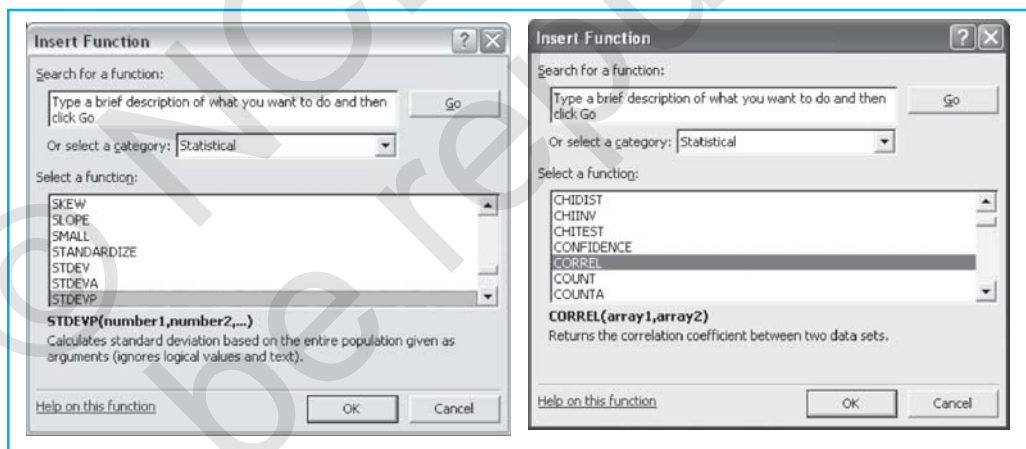 Insert Function
Search for a function:
Type a brief description of what you want to do and then
click Go
Go
Or select a category: Statistical
Select a function:
SKEW
SLOPE
SMALL
STANDARDIZE
STDEV
STDEVA
STDEVP
STDEVP(number1,number2,...)
Calculates standard deviation based on the entire population given as
arguments (ignores logical values and text).
Help on this function
OK
Cancel
Insert Function
Search for a function:
Type a brief description of what you want to do and then
click Go
Go
Or select a category: Statistical
Select a function:
CHIDIST
CHIINV
CHITEST
CONFIDENCE
CORREL
COUNT
COUNTA
CORREL(array1,array2)
Returns the correlation coefficient between two data sets.
Help on this function
OK
Cancel